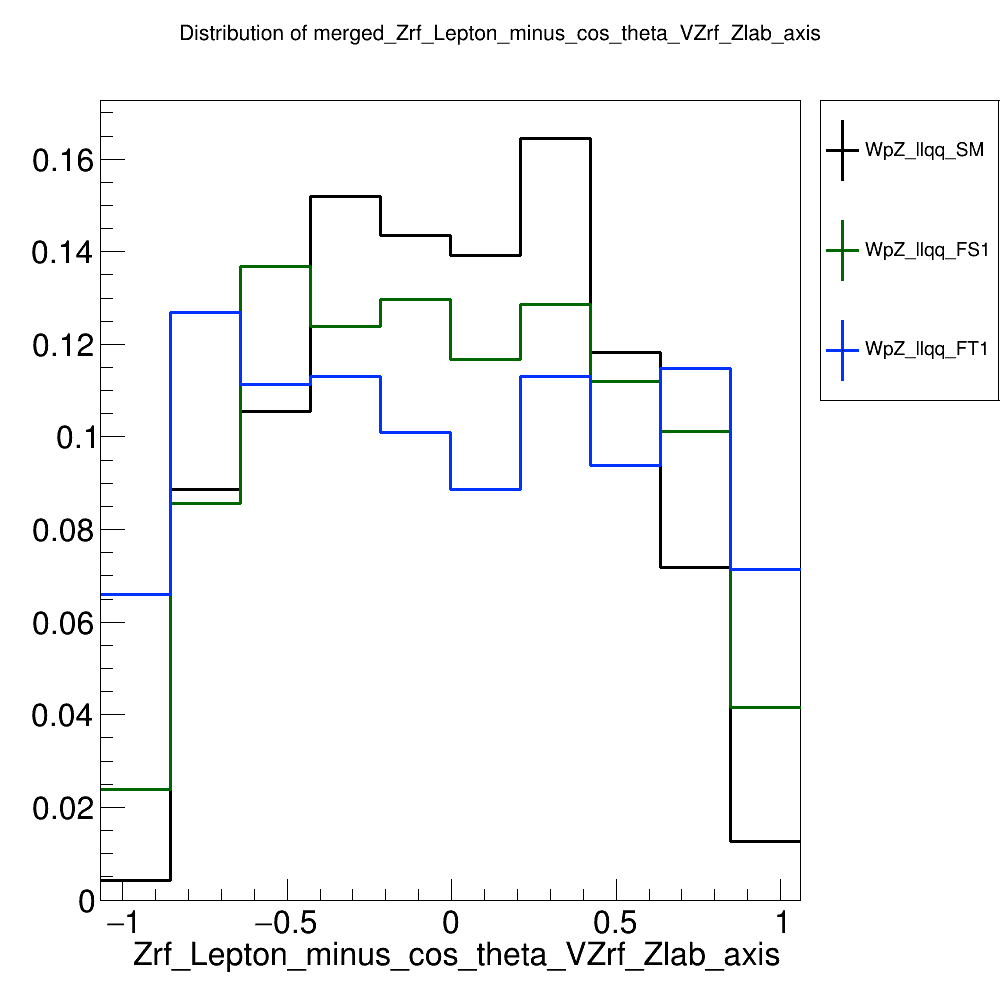 Distribution of merged_Zrf_Lepton_minus_cos_theta_VZrf_Zlab_axis
0.16
0.14
0.12
0.1
0.08
0.06
0.04
0.02
0
−1
−0.5
0
0.5
1
Zrf_Lepton_minus_cos_theta_VZrf_Zlab_axis
WpZ_llqq_SM
WpZ_llqq_FS1
WpZ_llqq_FT1